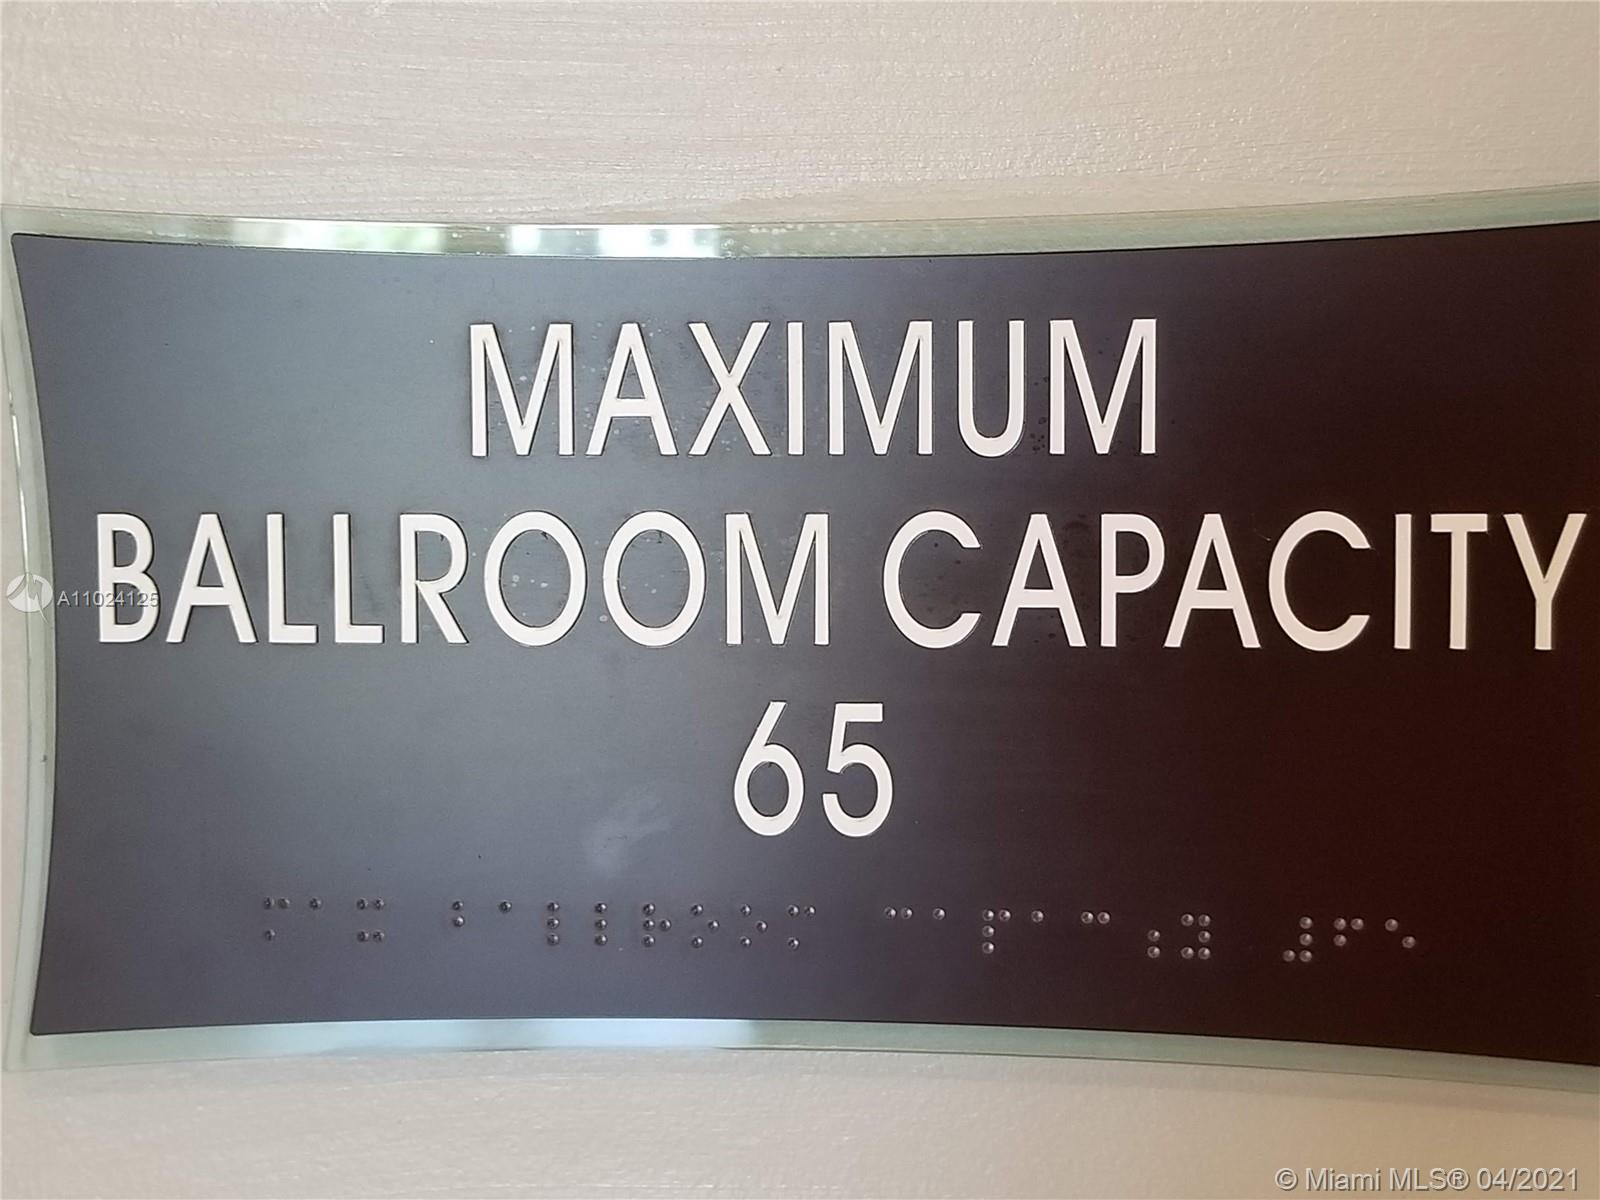 MAXIMUM
BALLROOM CAPACITY
65
⠍⠁⠭ ⠃⠁⠇⠇⠗⠕⠕⠍ ⠉⠁⠏⠁⠉⠰⠽ ⠼⠋⠑
A11024125
© Miami MLS® 04/2021